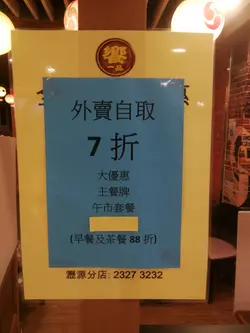 饗
外賣自取
7 折
大優惠
主餐牌
午市套餐
(早餐及茶餐 88 折)
瀝源分店: 2327 3232